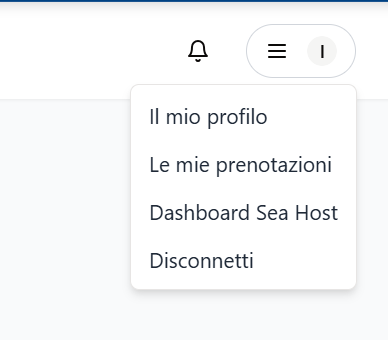 I
Il mio profilo
Le mie prenotazioni
Dashboard Sea Host
Disconnetti